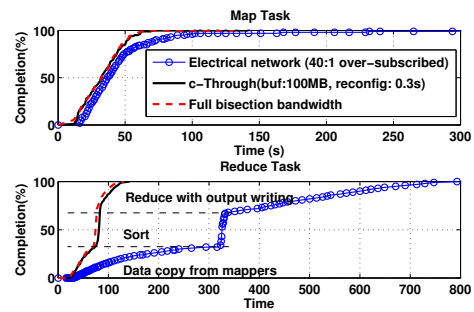 Map Task
Completion(%)
100
50
0
Electrical network (40:1 over-subscribed)
c-Through(buf:100MB, reconfig: 0.3s)
Full bisection bandwidth
0 50 100 150 200 250 300
Time (s)
Reduce Task
Completion(%)
100
50
0
Reduce with output writing
Sort
Data copy from mappers
0 100 200 300 400 500 600 700 800
Time